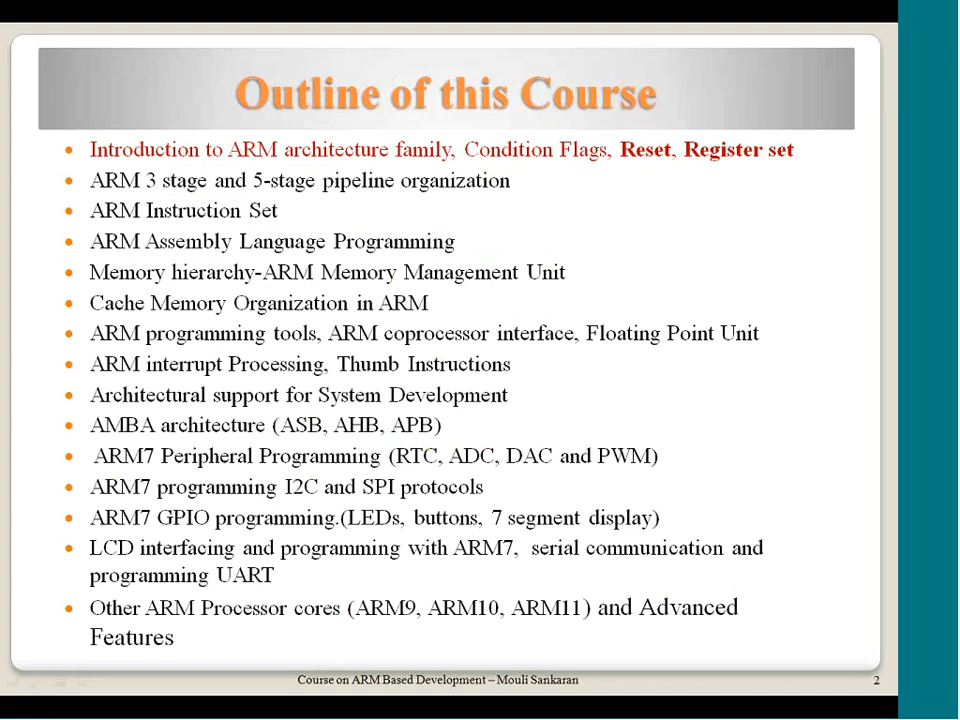 Outline of this Course
• Introduction to ARM architecture family, Condition Flags, Reset, Register set
• ARM 3 stage and 5-stage pipeline organization
• ARM Instruction Set
• ARM Assembly Language Programming
• Memory hierarchy-ARM Memory Management Unit
• Cache Memory Organization in ARM
• ARM programming tools, ARM coprocessor interface, Floating Point Unit
• ARM interrupt Processing, Thumb Instructions
• Architectural support for System Development
• AMBA architecture (ASB, AHB, APB)
• ARM7 Peripheral Programming (RTC, ADC, DAC and PWM)
• ARM7 programming I2C and SPI protocols
• ARM7 GPIO programming.(LEDs, buttons, 7 segment display)
• LCD interfacing and programming with ARM7, serial communication and
programming UART
• Other ARM Processor cores (ARM9, ARM10, ARM11) and Advanced
Features
Course on ARM Based Development – Mouli Sankaran 2